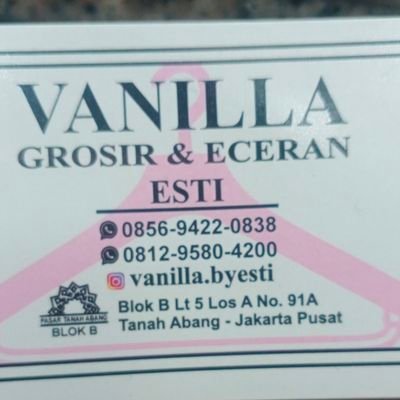 VANILLA
GROSIR & ECERAN
ESTI
0856-9422-0838
0812-9580-4200
vanilla.byesti
PASAR TANAH ABANG
BLOK B
Blok B Lt 5 Los A No. 91A
Tanah Abang - Jakarta Pusat